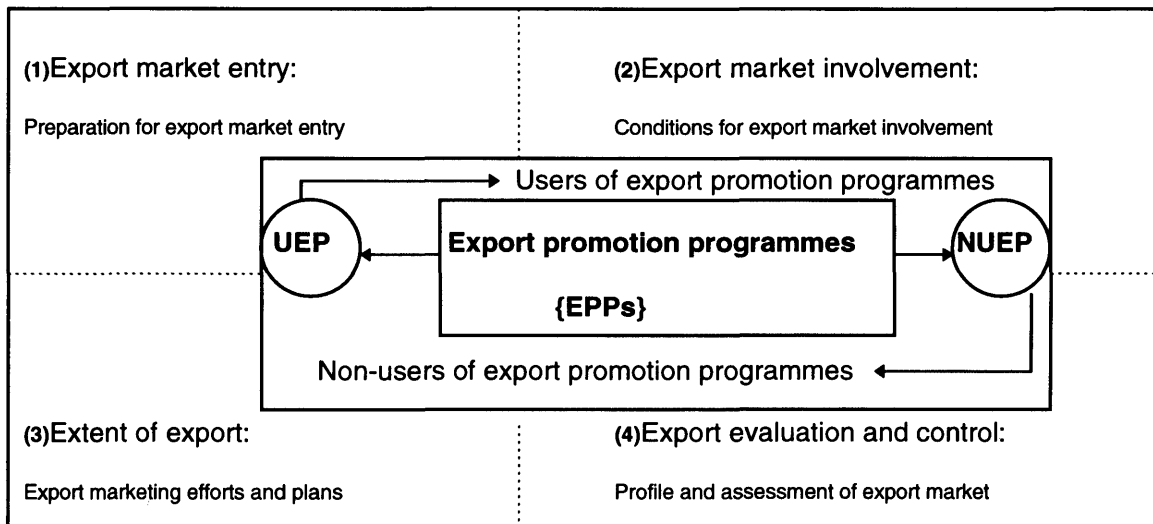 (1)Export market entry:
Preparation for export market entry
(2)Export market involvement:
Conditions for export market involvement
Users of export promotion programmes
UEP
Export promotion programmes
{EPPs}
NUEP
Non-users of export promotion programmes
(3)Extent of export:
Export marketing efforts and plans
(4)Export evaluation and control:
Profile and assessment of export market